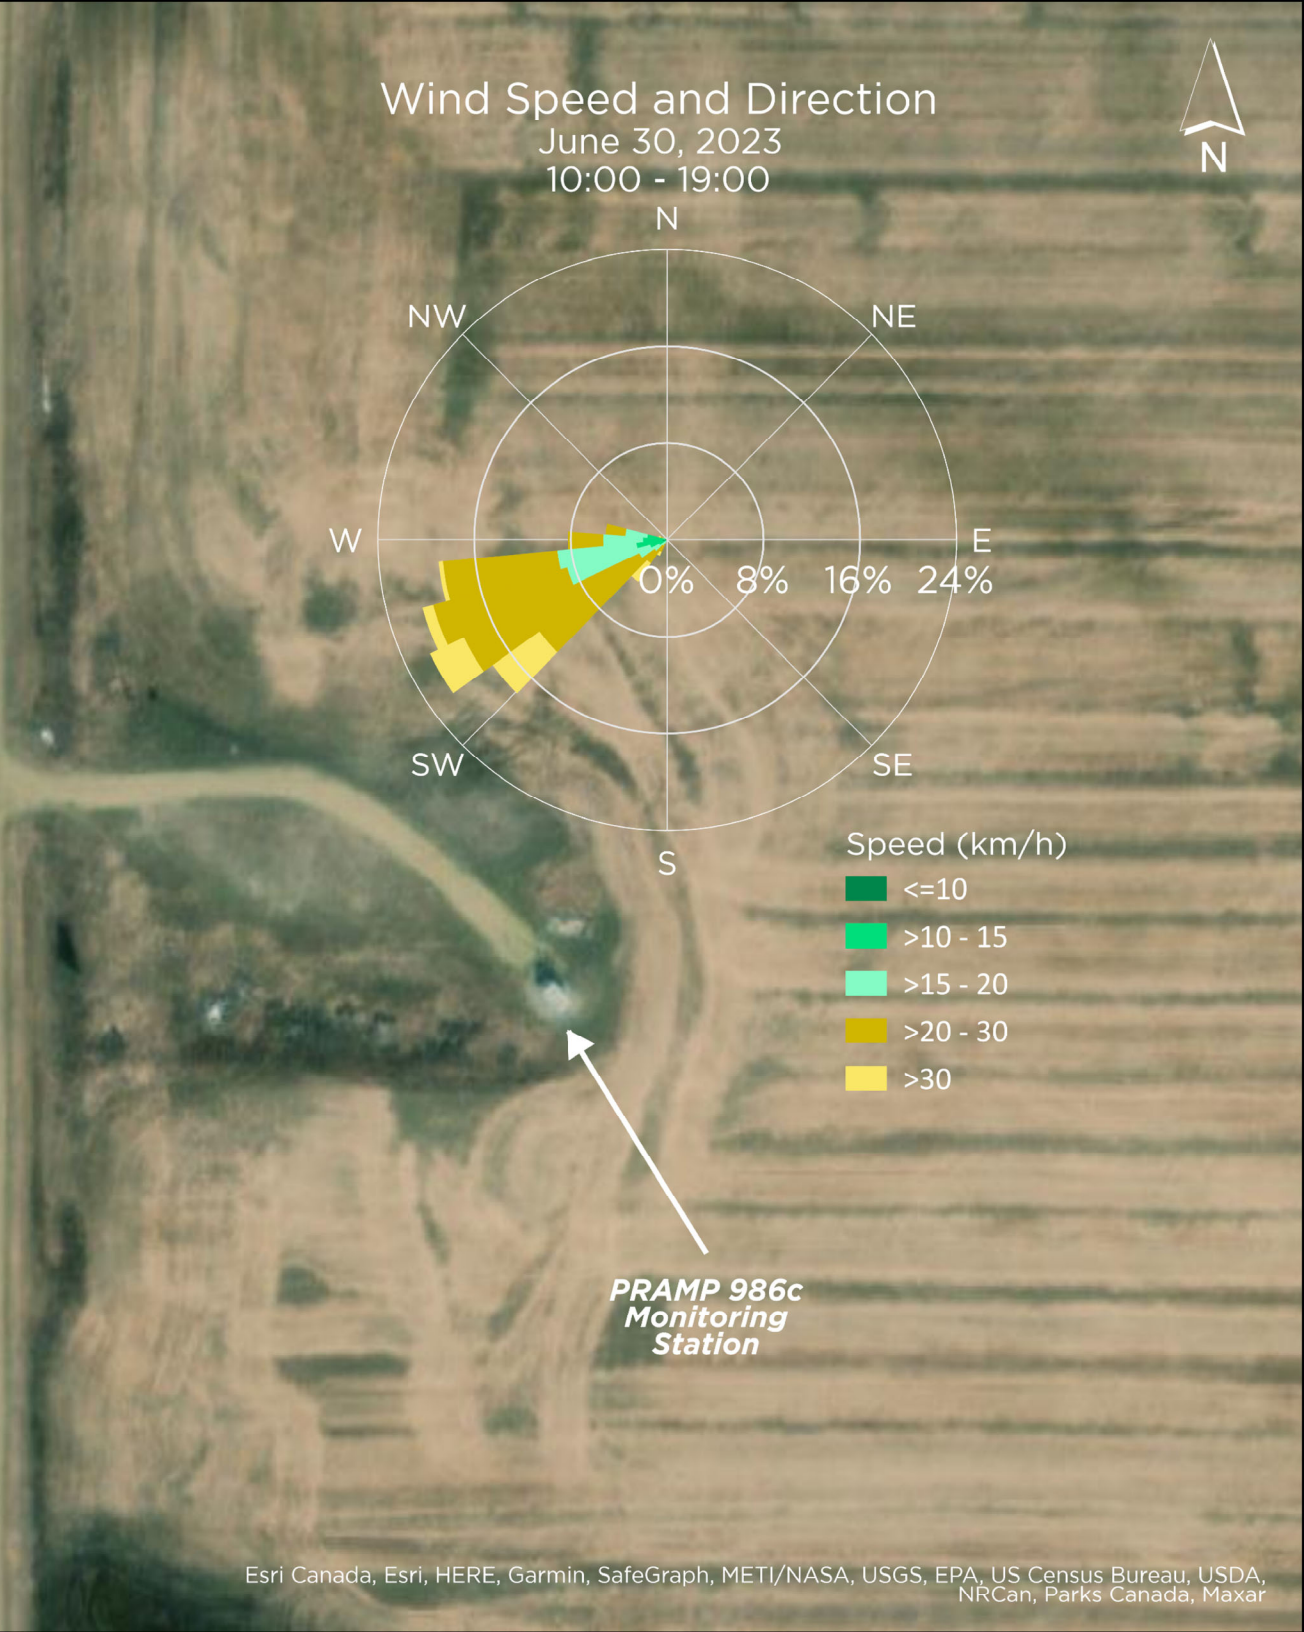 Wind Speed and Direction
June 30, 2023
10:00 - 19:00
N
N
NW
NE
W
E
0% 8% 16% 24%
SW
SE
S
Speed (km/h)
<=10
>10 - 15
>15 - 20
>20 - 30
>30
PRAMP 986c
Monitoring
Station
Esri Canada, Esri, HERE, Garmin, SafeGraph, METI/NASA, USGS, EPA, US Census Bureau, USDA,
NRCan, Parks Canada, Maxar